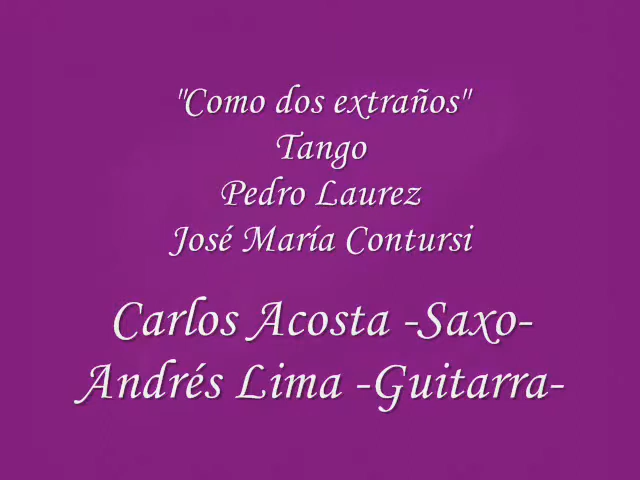 "Como dos extraños"
Tango
Pedro Laurez
José María Contursi
Carlos Acosta -Saxo-
Andrés Lima -Guitarra-